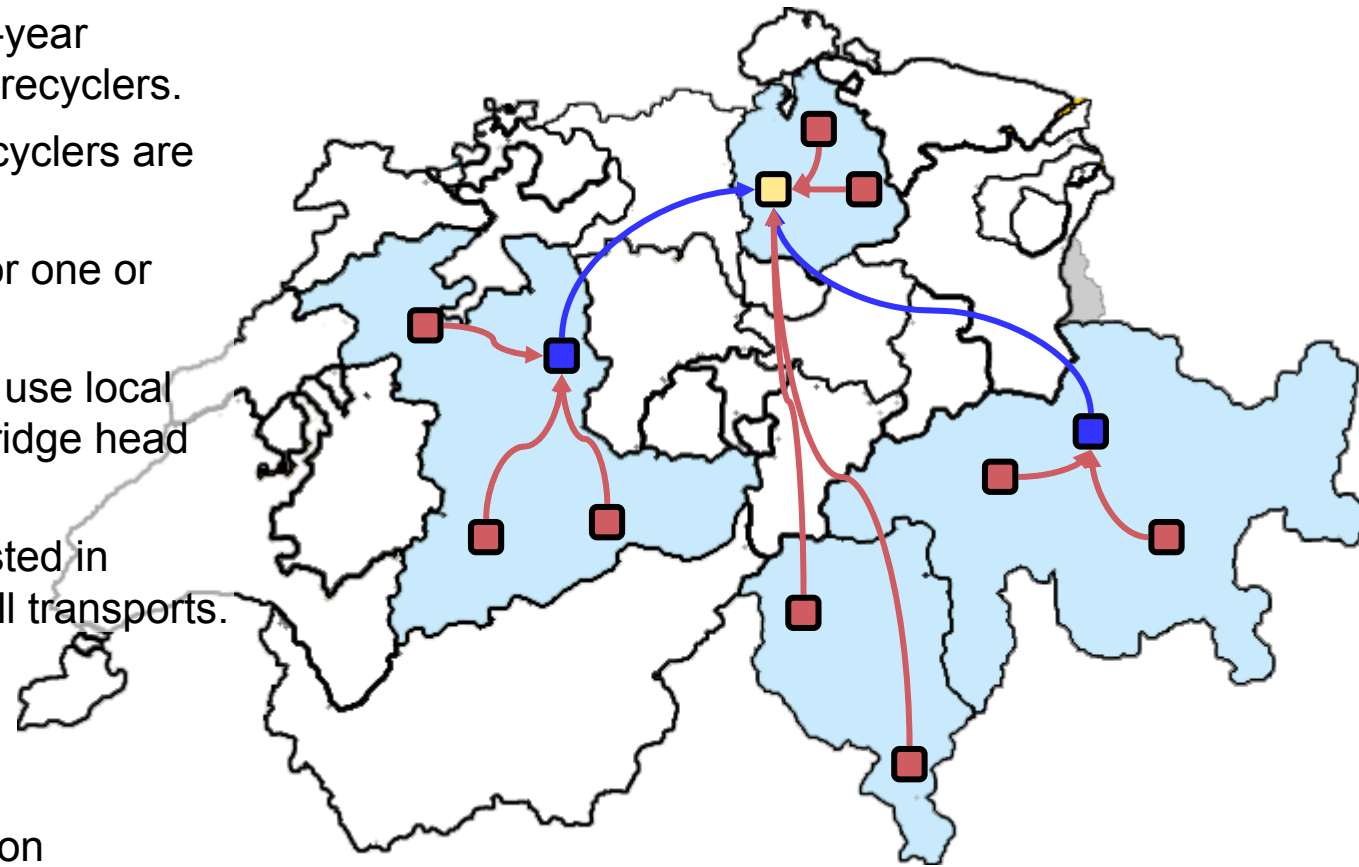 -year
recyclers.
cyclers are
or one or
use local
ridge head
sted in
ll transports.
on